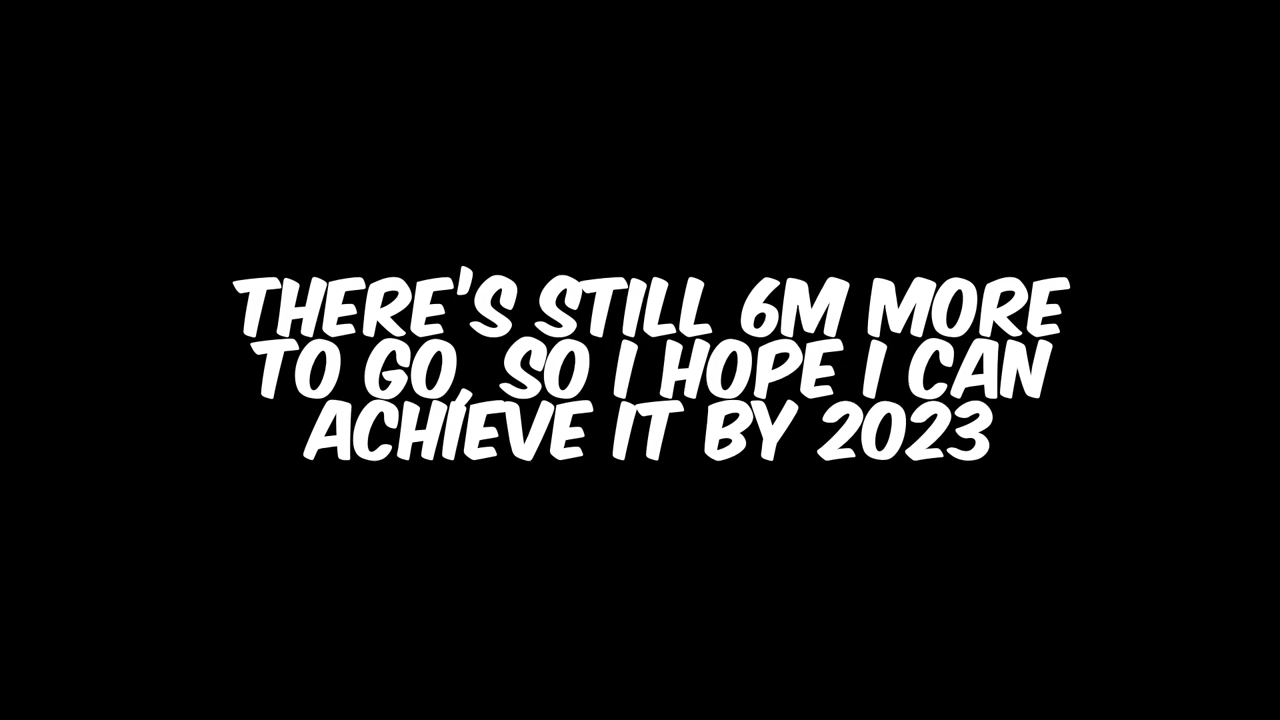 THERE'S STILL 6M MORE
TO GO, SO I HOPE I CAN
ACHIEVE IT BY 2023